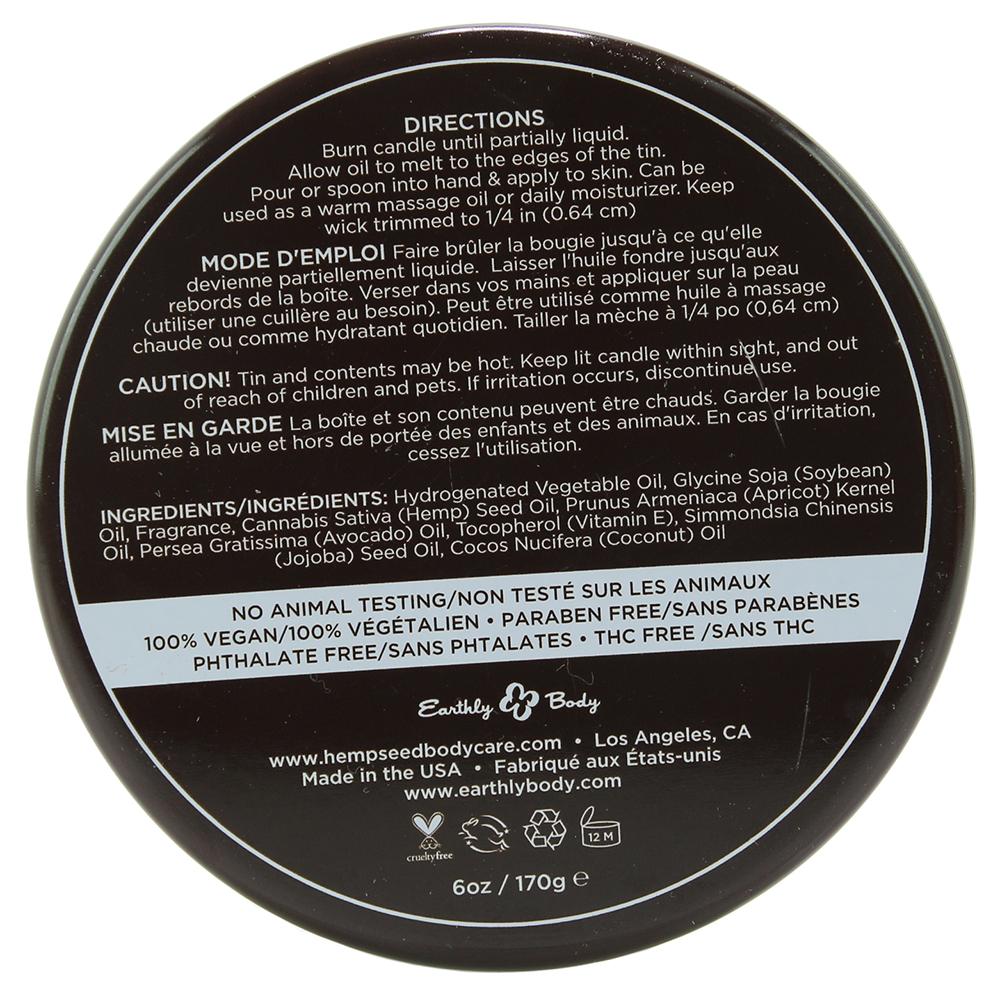 DIRECTIONS
Burn candle until partially liquid.
Allow oil to melt to the edges of the tin.
Pour or spoon into hand & apply to skin. Can be
used as a warm massage oil or daily moisturizer. Keep
wick trimmed to 1/4 in (0.64 cm)
MODE D'EMPLOI Faire brûler la bougie jusqu'à ce qu'elle
devienne partiellement liquide. Laisser l'huile fondre jusqu'aux
rebords de la boîte. Verser dans vos mains et appliquer sur la peau
(utiliser une cuillère au besoin). Peut être utilisé comme huile à massage
chaude ou comme hydratant quotidien. Tailler la mèche à 1/4 po (0,64 cm)
CAUTION! Tin and contents may be hot. Keep lit candle within sight, and out
of reach of children and pets. If irritation occurs, discontinue use.
MISE EN GARDE La boîte et son contenu peuvent être chauds. Garder la bougie
allumée à la vue et hors de portée des enfants et des animaux. En cas d'irritation,
cessez l'utilisation.
INGREDIENTS/INGRÉDIENTS: Hydrogenated Vegetable Oil, Glycine Soja (Soybean)
Oil, Fragrance, Cannabis Sativa (Hemp) Seed Oil, Prunus Armeniaca (Apricot) Kernel
Oil, Persea Gratissima (Avocado) Oil, Tocopherol (Vitamin E), Simmondsia Chinensis
(Jojoba) Seed Oil, Cocos Nucifera (Coconut) Oil
NO ANIMAL TESTING/NON TESTÉ SUR LES ANIMAUX
100% VEGAN/100% VÉGÉTALIEN • PARABEN FREE/SANS PARABÈNES
PHTHALATE FREE/SANS PHTALATES • THC FREE /SANS THC
Earthly Body
www.hempseedbodycare.com • Los Angeles, CA
Made in the USA • Fabriqué aux États-unis
www.earthlybody.com
crueltyfree
12 M
6oz / 170g ℮